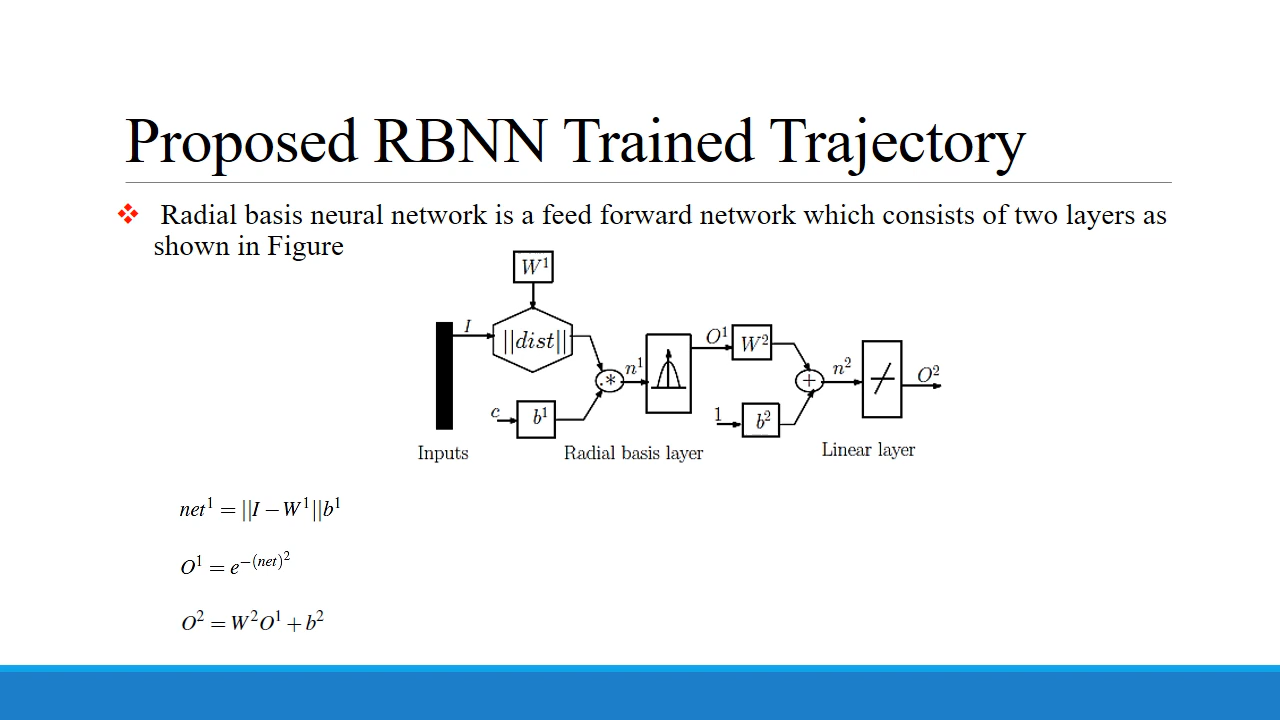 Proposed RBNN Trained Trajectory
❖ Radial basis neural network is a feed forward network which consists of two layers as
shown in Figure
W¹
I
||dist||
.*
n¹
c
b¹
O¹
W²
1
b²
+
n²
O²
Inputs
Radial basis layer
Linear layer
net¹ = ||I − W¹||b¹
O¹ = e^{−(net)²}
O² = W²O¹ + b²